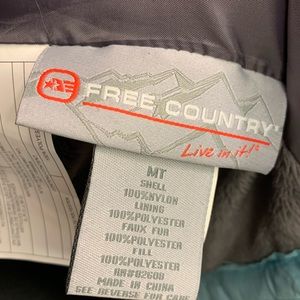 FREE COUNTRY
Live in it!
MT
SHELL
100%NYLON
LINING
100%POLYESTER
FAUX FUR
100%POLYESTER
FILL
100%POLYESTER
RN#82608
MADE IN CHINA
SEE REVERSE FOR CARE